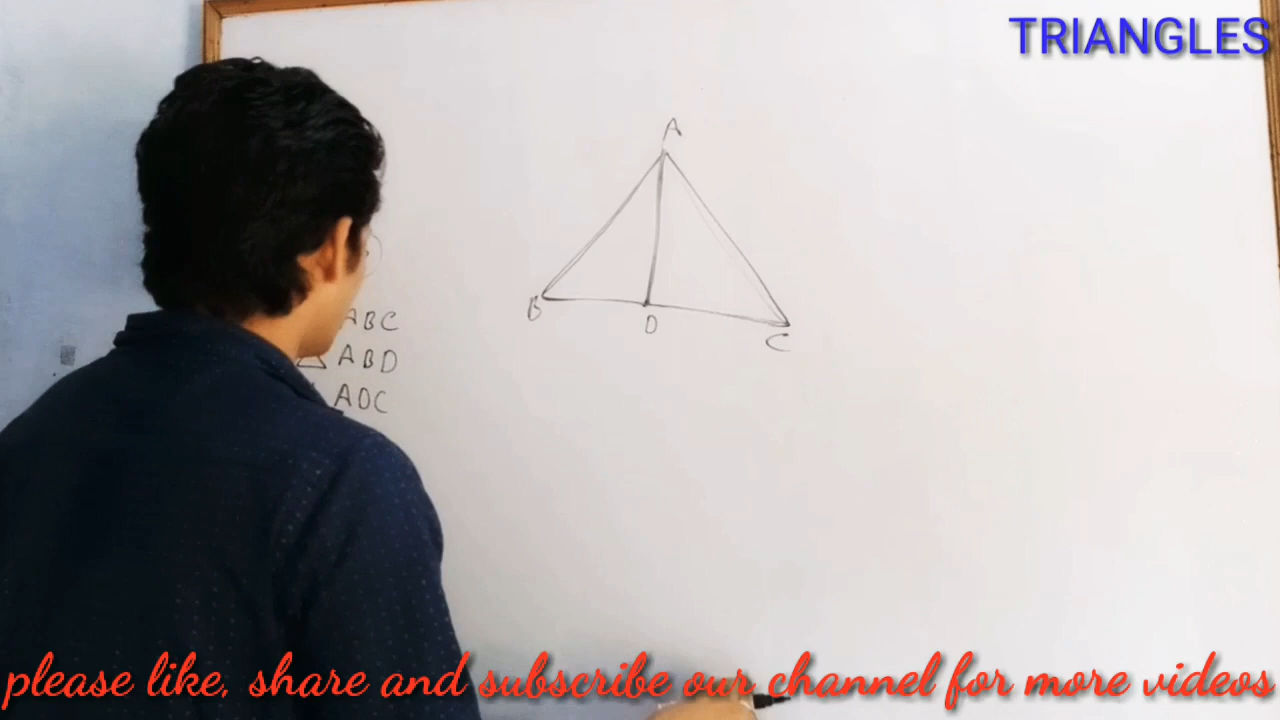 TRIANGLES
A
B
D
C
ABC
△ ABD
ADC
please like, share and subscribe our channel for more videos